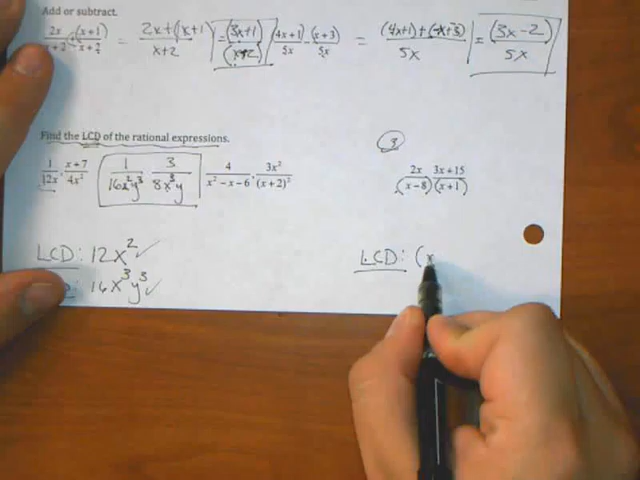 Add or subtract.
2x/x+2 + (x+1)/x+2 = 2x+(x+1)/x+2 = (3x+1)/(x+2) (4x+1)/5x - (x+3)/5x = (4x+1)+(-x+3)/5x = (3x-2)/5x
Find the LCD of the rational expressions.
3
1/12x, x+7/4x² 1/16x²y³ 3/8x³y 4/x²-x-6, 3x²/(x+2)² 2x/(x-8) 3x+15/(x+1)
LCD: 12x² ✓ LCD: (x
16x³y³ ✓